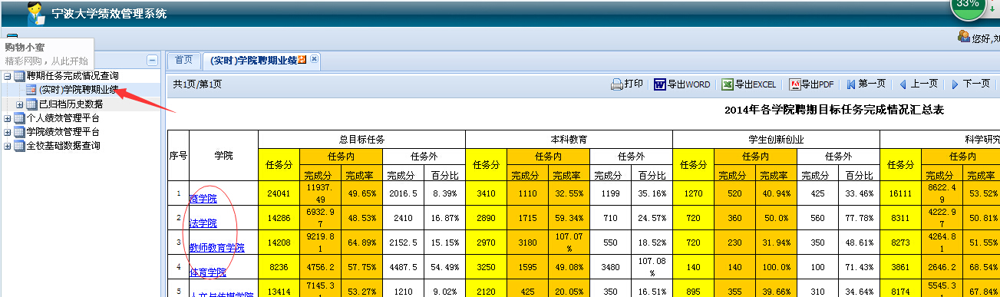 宁波大学绩效管理系统
33%
您好,刘
购物小蜜
精彩网购，从此开始
首页
(实时)学院聘期业绩
聘期任务完成情况查询
(实时)学院聘期业绩
已归档历史数据
个人绩效管理平台
学院绩效管理平台
全校基础数据查询
共1页/第1页 打印 导出WORD 导出EXCEL 导出PDF 第一页 上一页 下一页
2014年各学院聘期目标任务完成情况汇总表
序号 学院 总目标任务 本科教育 学生创新创业 科学研究
任务分 任务内 任务外 任务分 任务内 任务外 任务分 任务内 任务外 任务分 任务内
完成分 完成率 完成分 百分比 完成分 完成率 完成分 百分比 完成分 完成率 完成分 百分比 完成分 完成率
1 商学院 24041 11937.49 49.65% 2016.5 8.39% 3410 1110 32.55% 1199 35.16% 1270 520 40.94% 425 33.46% 16111 8622.49 53.52%
2 法学院 14286 6932.97 48.53% 2410 16.87% 2890 1715 59.34% 710 24.57% 720 360 50.0% 560 77.78% 8311 4222.97 50.81%
3 教师教育学院 14208 9219.81 64.89% 2152.5 15.15% 2970 3180 107.07% 550 18.52% 720 230 31.94% 350 48.61% 8273 4264.81 51.55%
4 体育学院 8236 4756.2 57.75% 4487.5 54.49% 3250 1595 49.08% 3480 107.08% 140 140 100.0% 100 71.43% 3861 2646.2 68.54%
5 人文与传媒学院 13414 7145.31 53.27% 1210 9.02% 2120 425 20.05% 350 16.51% 895 355 39.66% 310 34.64% 8174 5545.31 67.84%